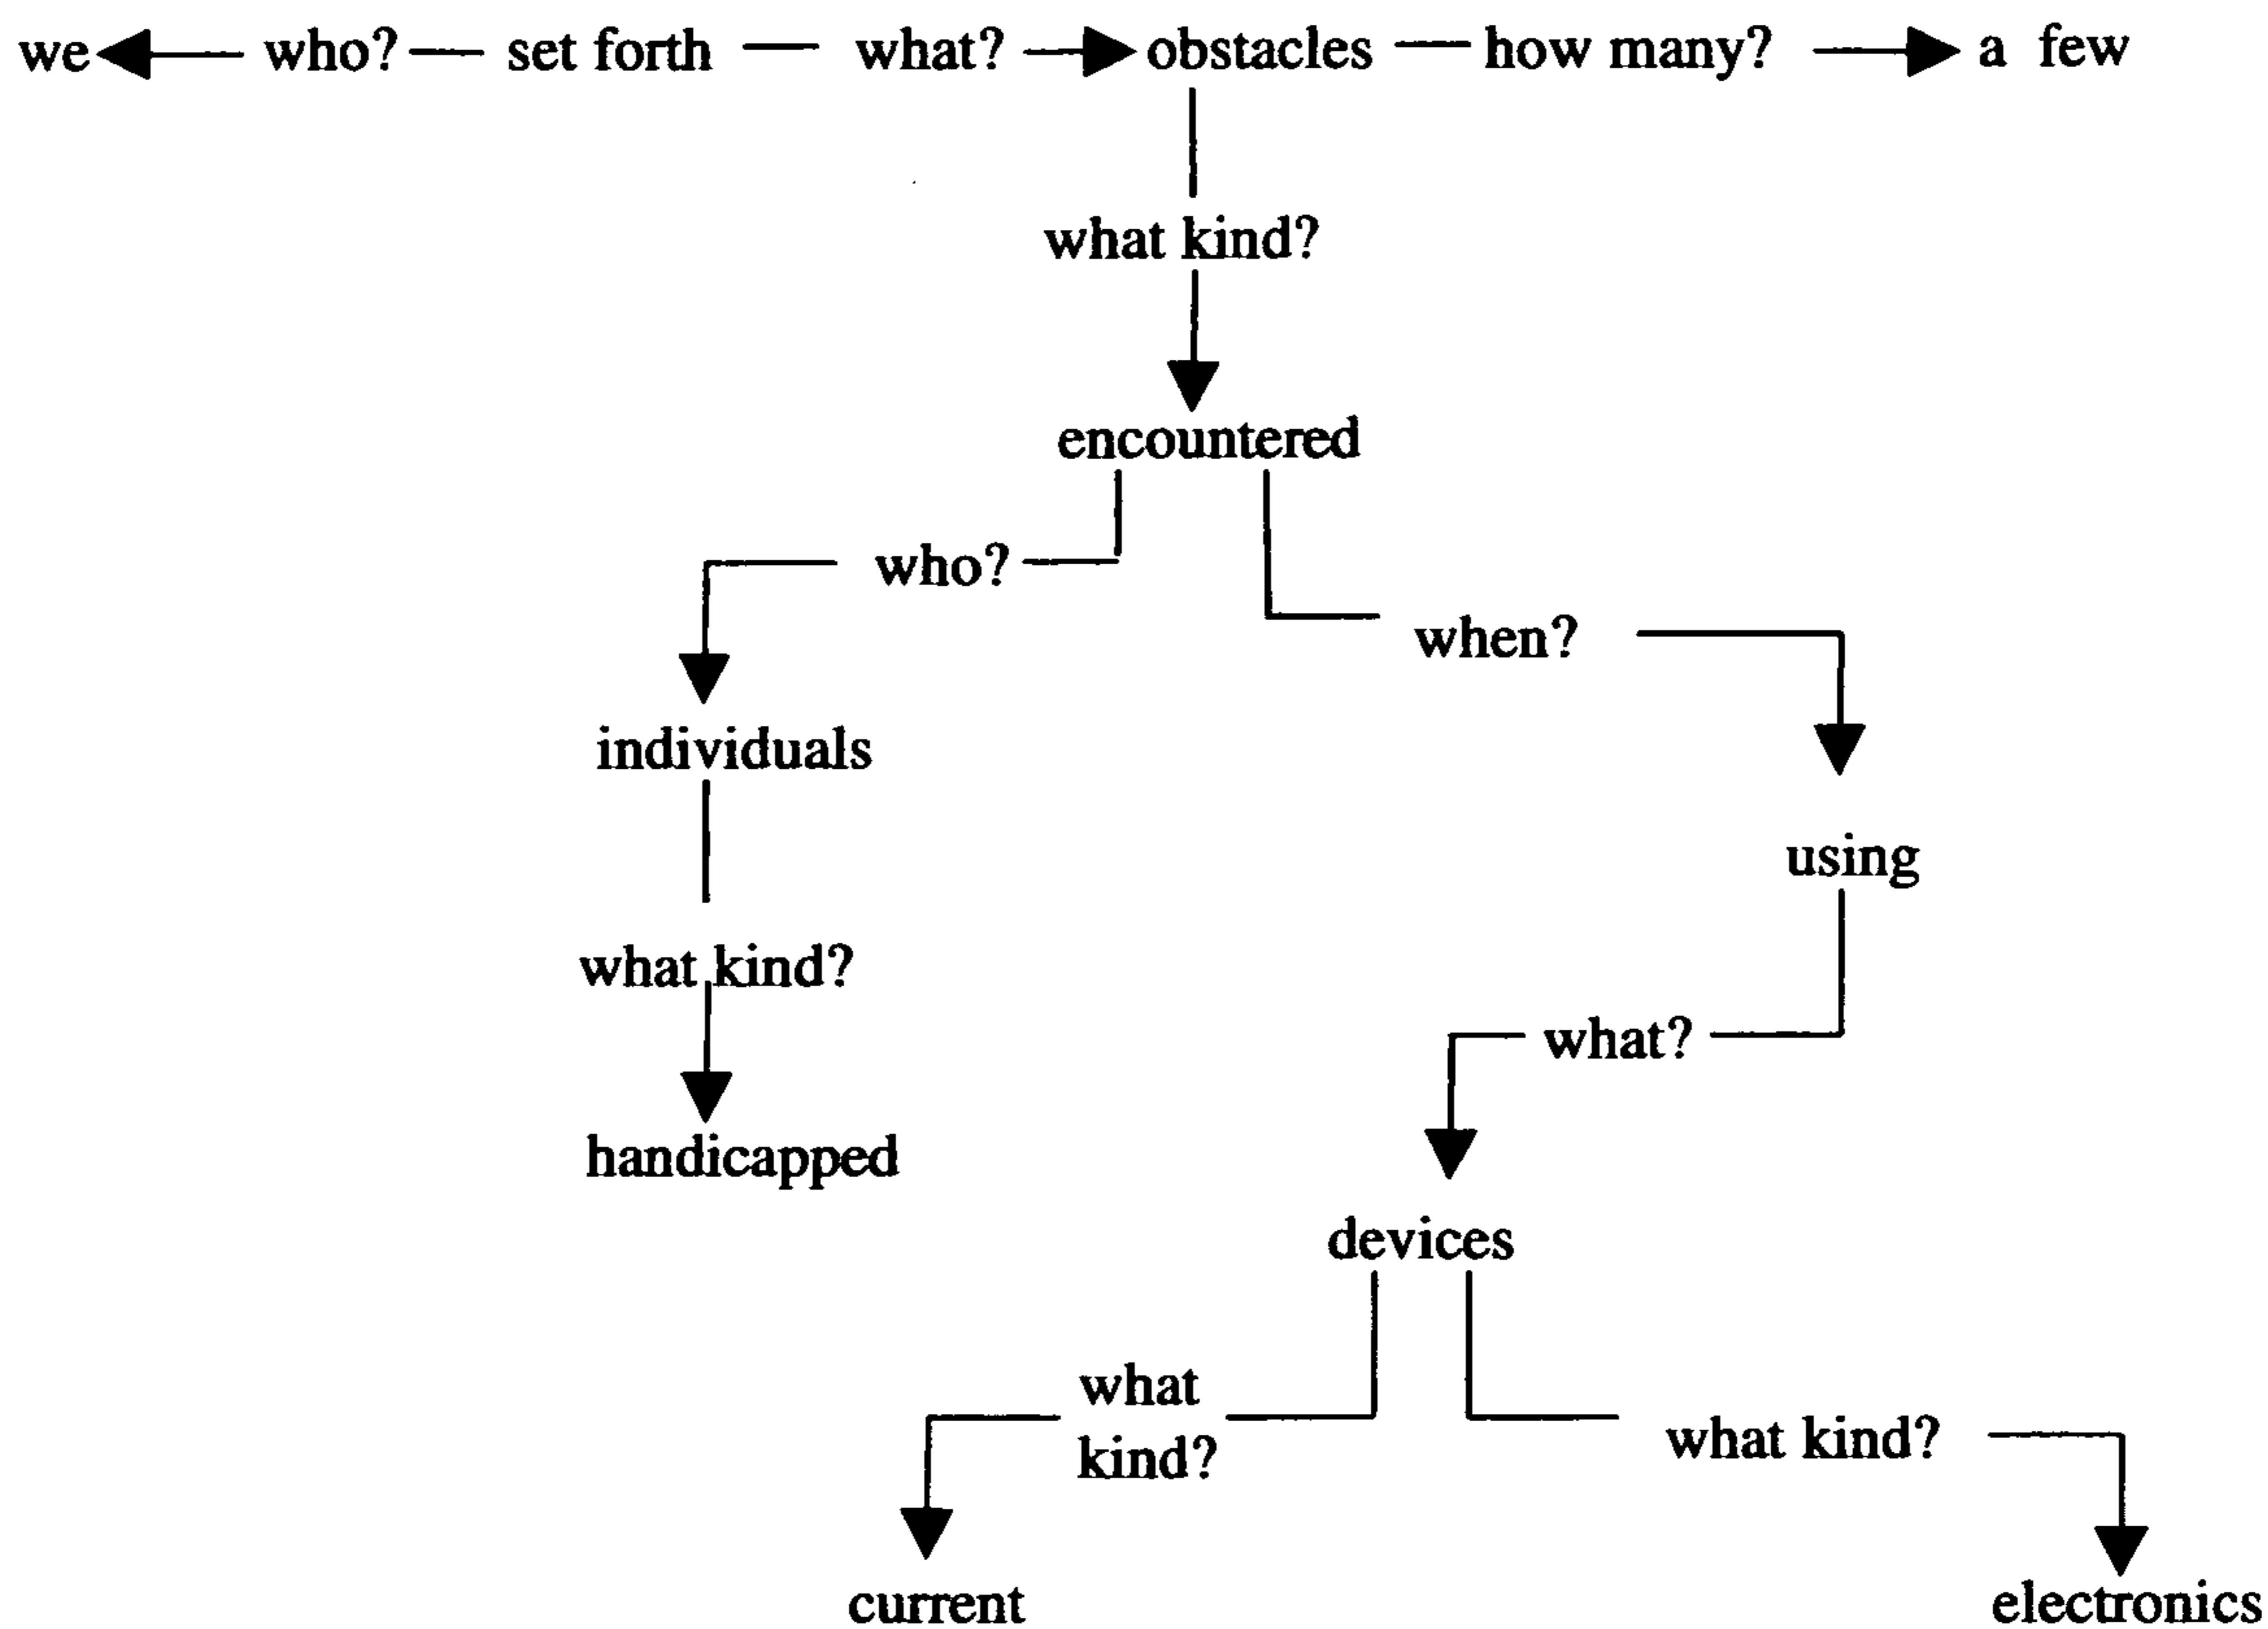 we who? set forth what? obstacles how many? a few
what kind?
encountered
who?
when?
individuals
using
what kind?
what?
handicapped
devices
what
kind?
what kind?
current
electronics